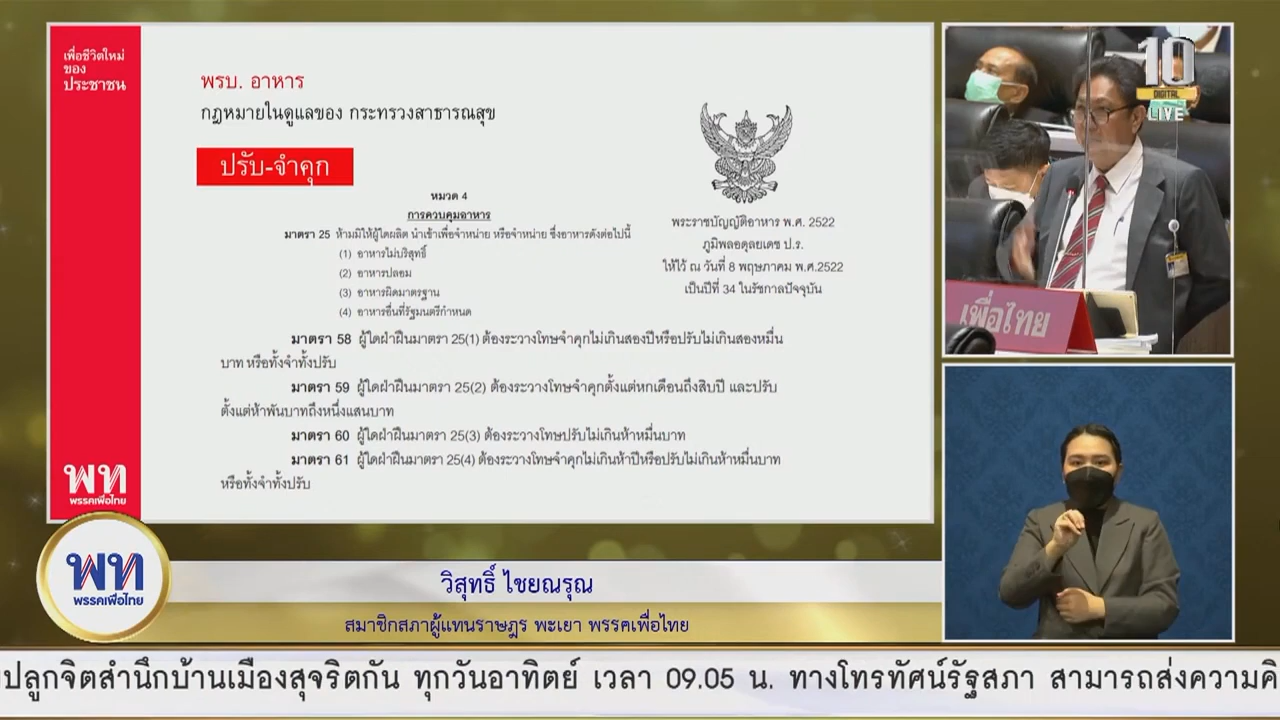 เพื่อชีวิตใหม่
ของ
ประชาชน
พรบ. อาหาร
กฎหมายในดูแลของ กระทรวงสาธารณสุข
ปรับ-จำคุก
หมวด 4
การควบคุมอาหาร
มาตรา 25 ห้ามมิให้ผู้ใดผลิต นำเข้าเพื่อจำหน่าย หรือจำหน่าย ซึ่งอาหารดังต่อไปนี้
(1) อาหารไม่บริสุทธิ์
(2) อาหารปลอม
(3) อาหารผิดมาตรฐาน
(4) อาหารอื่นที่รัฐมนตรีกำหนด
พระราชบัญญัติอาหาร พ.ศ. 2522
ภูมิพลอดุลยเดช ป.ร.
ให้ไว้ ณ วันที่ 8 พฤษภาคม พ.ศ.2522
เป็นปีที่ 34 ในรัชกาลปัจจุบัน
มาตรา 58 ผู้ใดฝ่าฝืนมาตรา 25(1) ต้องระวางโทษจำคุกไม่เกินสองปีหรือปรับไม่เกินสองหมื่น
บาท หรือทั้งจำทั้งปรับ
มาตรา 59 ผู้ใดฝ่าฝืนมาตรา 25(2) ต้องระวางโทษจำคุกตั้งแต่หกเดือนถึงสิบปี และปรับ
ตั้งแต่ห้าพันบาทถึงหนึ่งแสนบาท
มาตรา 60 ผู้ใดฝ่าฝืนมาตรา 25(3) ต้องระวางโทษปรับไม่เกินห้าหมื่นบาท
มาตรา 61 ผู้ใดฝ่าฝืนมาตรา 25(4) ต้องระวางโทษจำคุกไม่เกินห้าปีหรือปรับไม่เกินห้าหมื่นบาท
หรือทั้งจำทั้งปรับ
พท
พรรคเพื่อไทย
10
DIGITAL
LIVE
เพื่อไทย
พท
พรรคเพื่อไทย
วิสุทธิ์ ไชยณรุณ
สมาชิกสภาผู้แทนราษฎร พะเยา พรรคเพื่อไทย
ปลูกจิตสำนึกบ้านเมืองสุจริตกัน ทุกวันอาทิตย์ เวลา 09.05 น. ทางโทรทัศน์รัฐสภา สามารถส่งความคิ